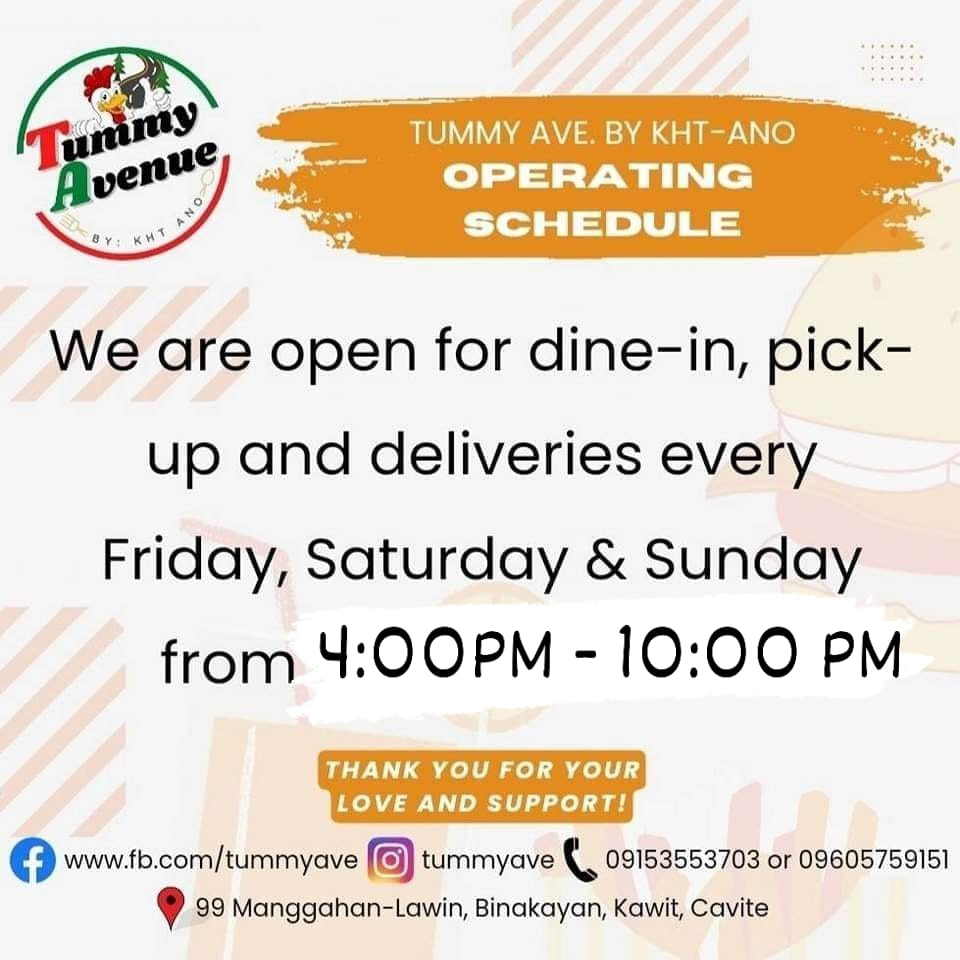 Tummy
Avenue
BY: KHT ANO
TUMMY AVE. BY KHT-ANO
OPERATING
SCHEDULE
We are open for dine-in, pick-
up and deliveries every
Friday, Saturday & Sunday
from 4:00PM - 10:00 PM
THANK YOU FOR YOUR
LOVE AND SUPPORT!
www.fb.com/tummyave tummyave 09153553703 or 09605759151
99 Manggahan-Lawin, Binakayan, Kawit, Cavite